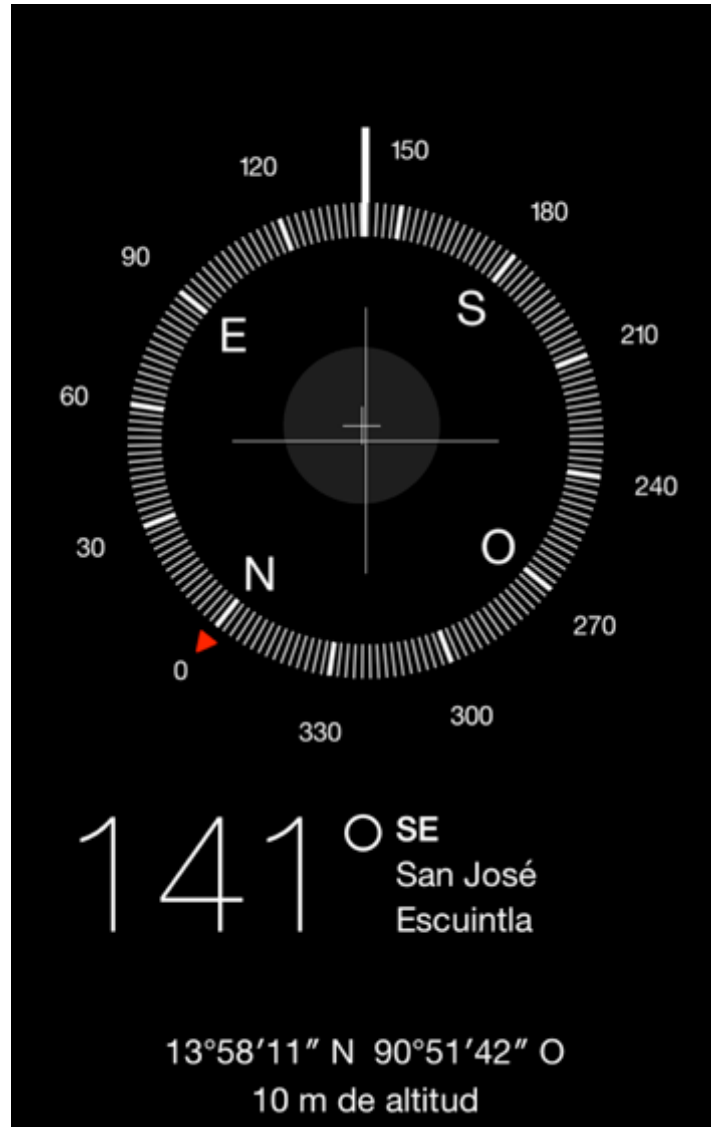 120 150
90 180
E S
60 210
30 240
N O
0 270
330 300
141° SE
San José
Escuintla
13°58′11″ N 90°51′42″ O
10 m de altitud